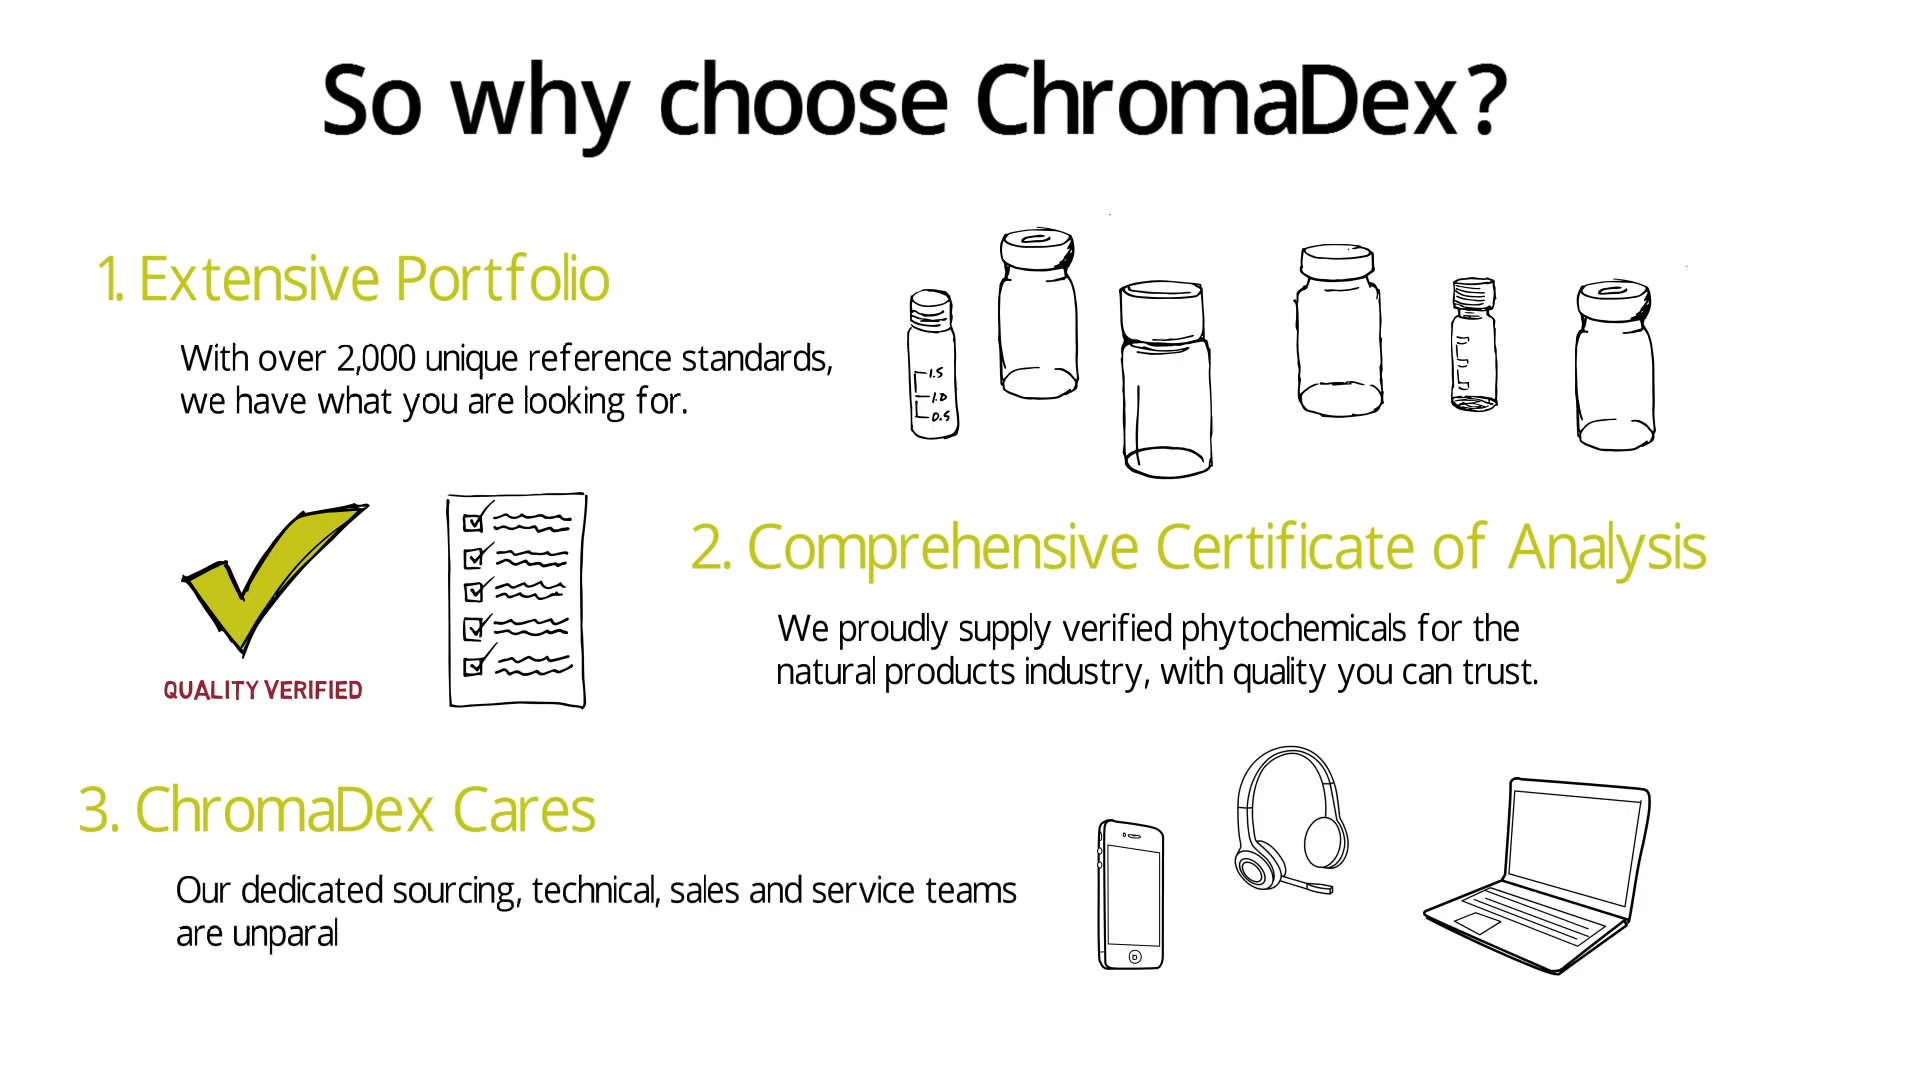 So why choose ChromaDex?
1. Extensive Portfolio
With over 2,000 unique reference standards,
we have what you are looking for.
1.5
1.0
0.5
QUALITY VERIFIED
2. Comprehensive Certificate of Analysis
We proudly supply verified phytochemicals for the
natural products industry, with quality you can trust.
3. ChromaDex Cares
Our dedicated sourcing, technical, sales and service teams
are unparal